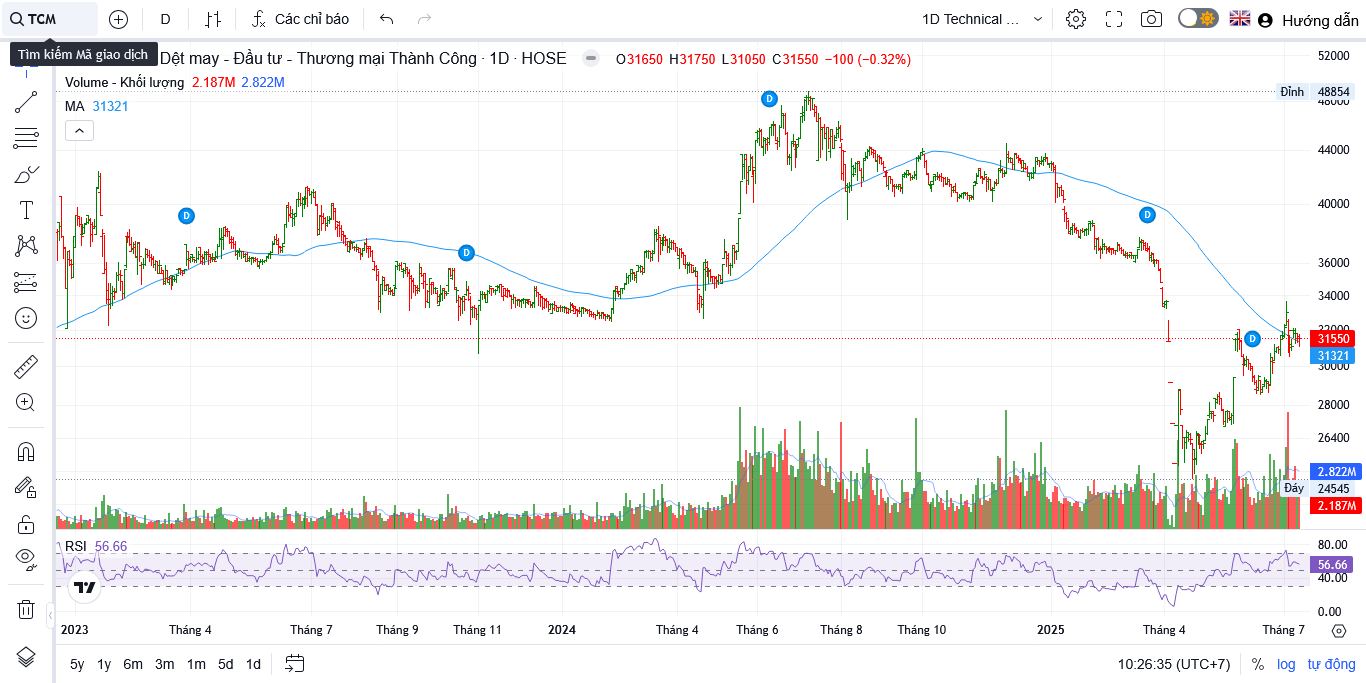 TCM
D
Các chỉ báo
1D Technical ...
Hướng dẫn
Tìm kiếm Mã giao dịch
Dệt may - Đầu tư - Thương mại Thành Công · 1D · HOSE
O31650 H31750 L31050 C31550 −100 (−0.32%)
Volume - Khối lượng 2.187M 2.822M
MA 31321
52000
Đỉnh 48854
48000
44000
40000
36000
34000
32000
31550
31321
30000
28000
26400
2.822M
Đáy 24545
2.187M
D
D
D
D
D
RSI 56.66
80.00
56.66
40.00
0.00
2023 Tháng 4 Tháng 7 Tháng 9 Tháng 11 2024 Tháng 4 Tháng 6 Tháng 8 Tháng 10 2025 Tháng 4 Tháng 7
5y 1y 6m 3m 1m 5d 1d
10:26:35 (UTC+7) % log tự động